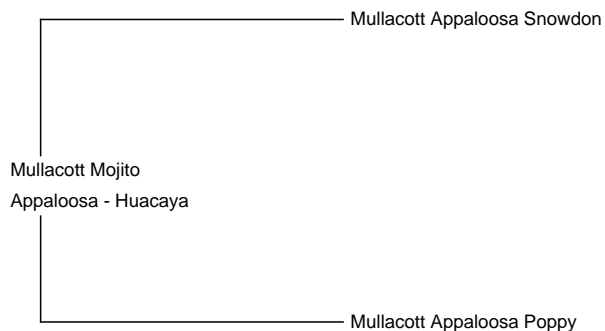 Mullacott Appaloosa Snowdon
Mullacott Mojito
Appaloosa - Huacaya
Mullacott Appaloosa Poppy